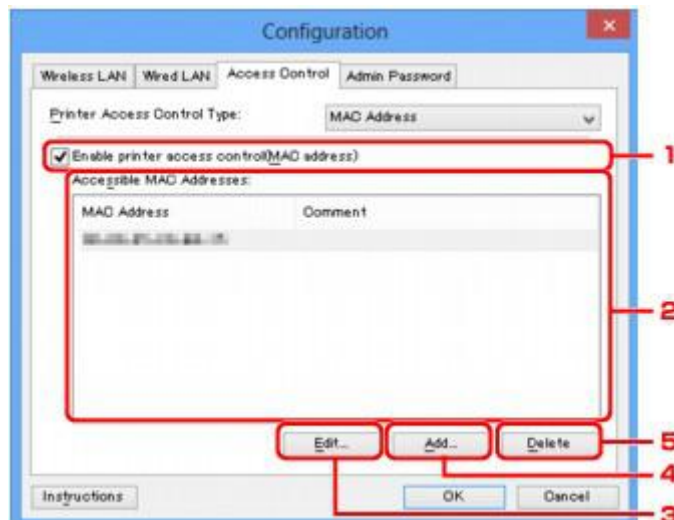 Configuration
Wireless LAN Wired LAN Access Control Admin Password
Printer Access Control Type: MAC Address
Enable printer access control(MAC address) 1
Accessible MAC Addresses:
MAC Address Comment
2
Edit... Add... Delete 5
4
Instructions OK Cancel
3